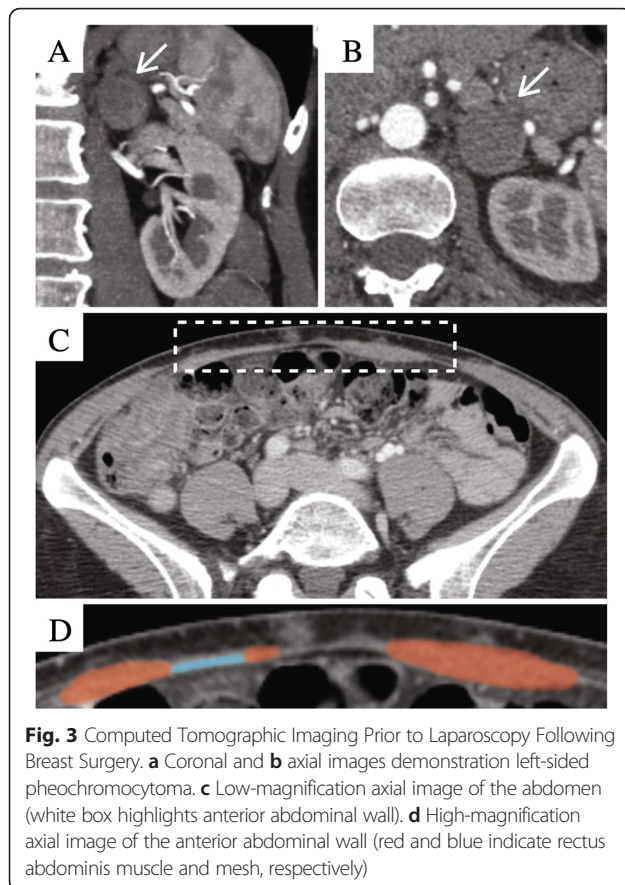 A
B
C
D
Fig. 3 Computed Tomographic Imaging Prior to Laparoscopy Following
Breast Surgery. a Coronal and b axial images demonstration left-sided
pheochromocytoma. c Low-magnification axial image of the abdomen
(white box highlights anterior abdominal wall). d High-magnification
axial image of the anterior abdominal wall (red and blue indicate rectus
abdominis muscle and mesh, respectively)